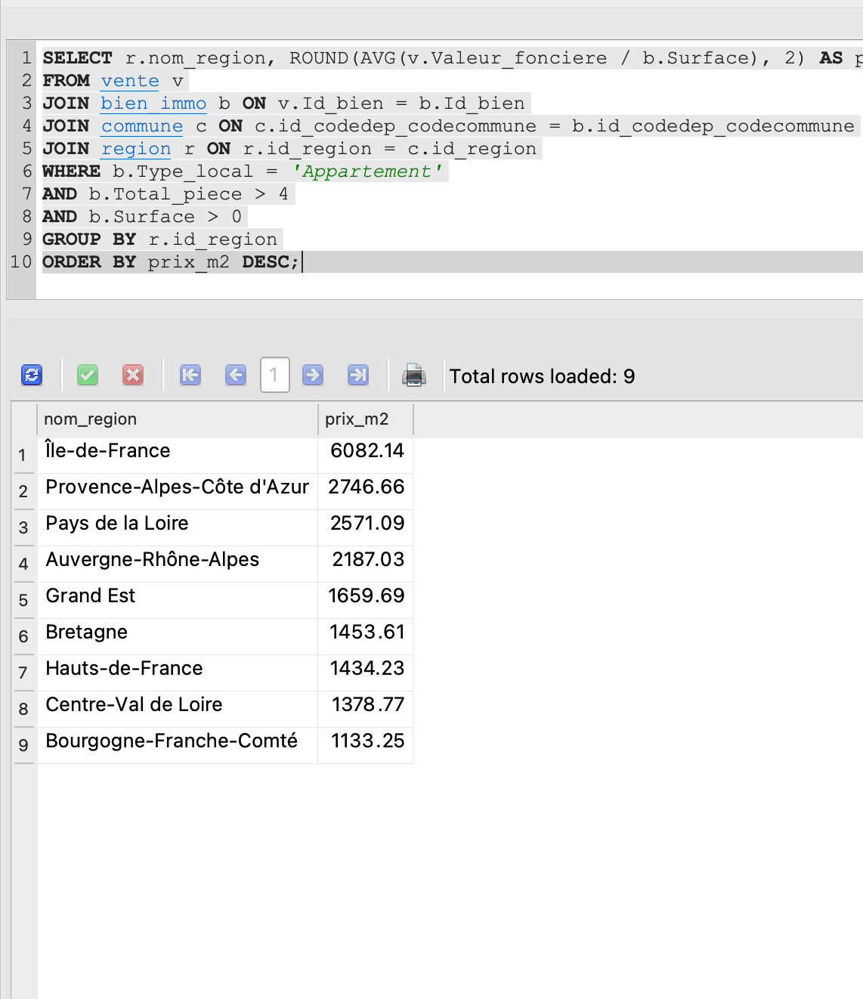 1 SELECT r.nom_region, ROUND(AVG(v.Valeur_fonciere / b.Surface), 2) AS p
2 FROM vente v
3 JOIN bien_immo b ON v.Id_bien = b.Id_bien
4 JOIN commune c ON c.id_codedep_codecommune = b.id_codedep_codecommune
5 JOIN region r ON r.id_region = c.id_region
6 WHERE b.Type_local = 'Appartement'
7 AND b.Total_piece > 4
8 AND b.Surface > 0
9 GROUP BY r.id_region
10 ORDER BY prix_m2 DESC;
1 Total rows loaded: 9
nom_region prix_m2
1 Île-de-France 6082.14
2 Provence-Alpes-Côte d'Azur 2746.66
3 Pays de la Loire 2571.09
4 Auvergne-Rhône-Alpes 2187.03
5 Grand Est 1659.69
6 Bretagne 1453.61
7 Hauts-de-France 1434.23
8 Centre-Val de Loire 1378.77
9 Bourgogne-Franche-Comté 1133.25